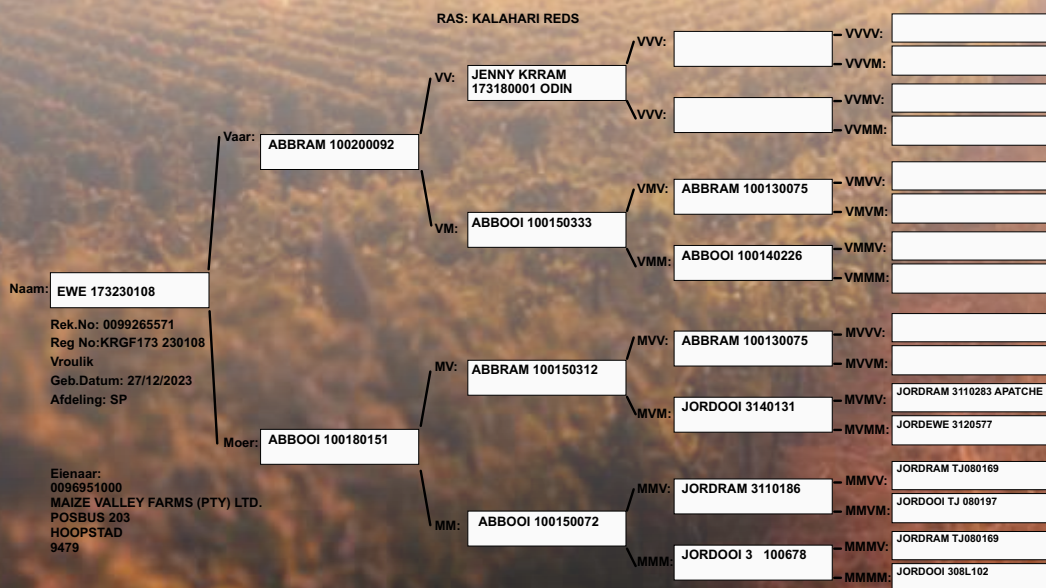 RAS: KALAHARI REDS
Naam:
EWE 173230108
Rek.No: 0099265571
Reg No:KRGF173 230108
Vroulik
Geb.Datum: 27/12/2023
Afdeling: SP
Eienaar:
0096951000
MAIZE VALLEY FARMS (PTY) LTD.
POSBUS 203
HOOPSTAD
9479
Vaar:
ABBRAM 100200092
Moer:
ABBOOI 100180151
VV:
JENNY KRRAM
173180001 ODIN
VM:
ABBOOI 100150333
MV:
ABBRAM 100150312
MM:
ABBOOI 100150072
VVV:
VVV:
VMV:
ABBRAM 100130075
VMM:
ABBOOI 100140226
MVV:
ABBRAM 100130075
MVM:
JORDOOI 3140131
MMV:
JORDRAM 3110186
MMM:
JORDOOI 3 100678
VVVV:
VVVM:
VVMV:
VVMM:
VMVV:
VMVM:
VMMV:
VMMM:
MVVV:
MVVM:
MVMV:
JORDRAM 3110283 APATCHE
MVMM:
JORDEWE 3120577
MMVV:
JORDRAM TJ080169
MMVM:
JORDOOI TJ 080197
MMMV:
JORDRAM TJ080169
MMMM:
JORDOOI 308L102